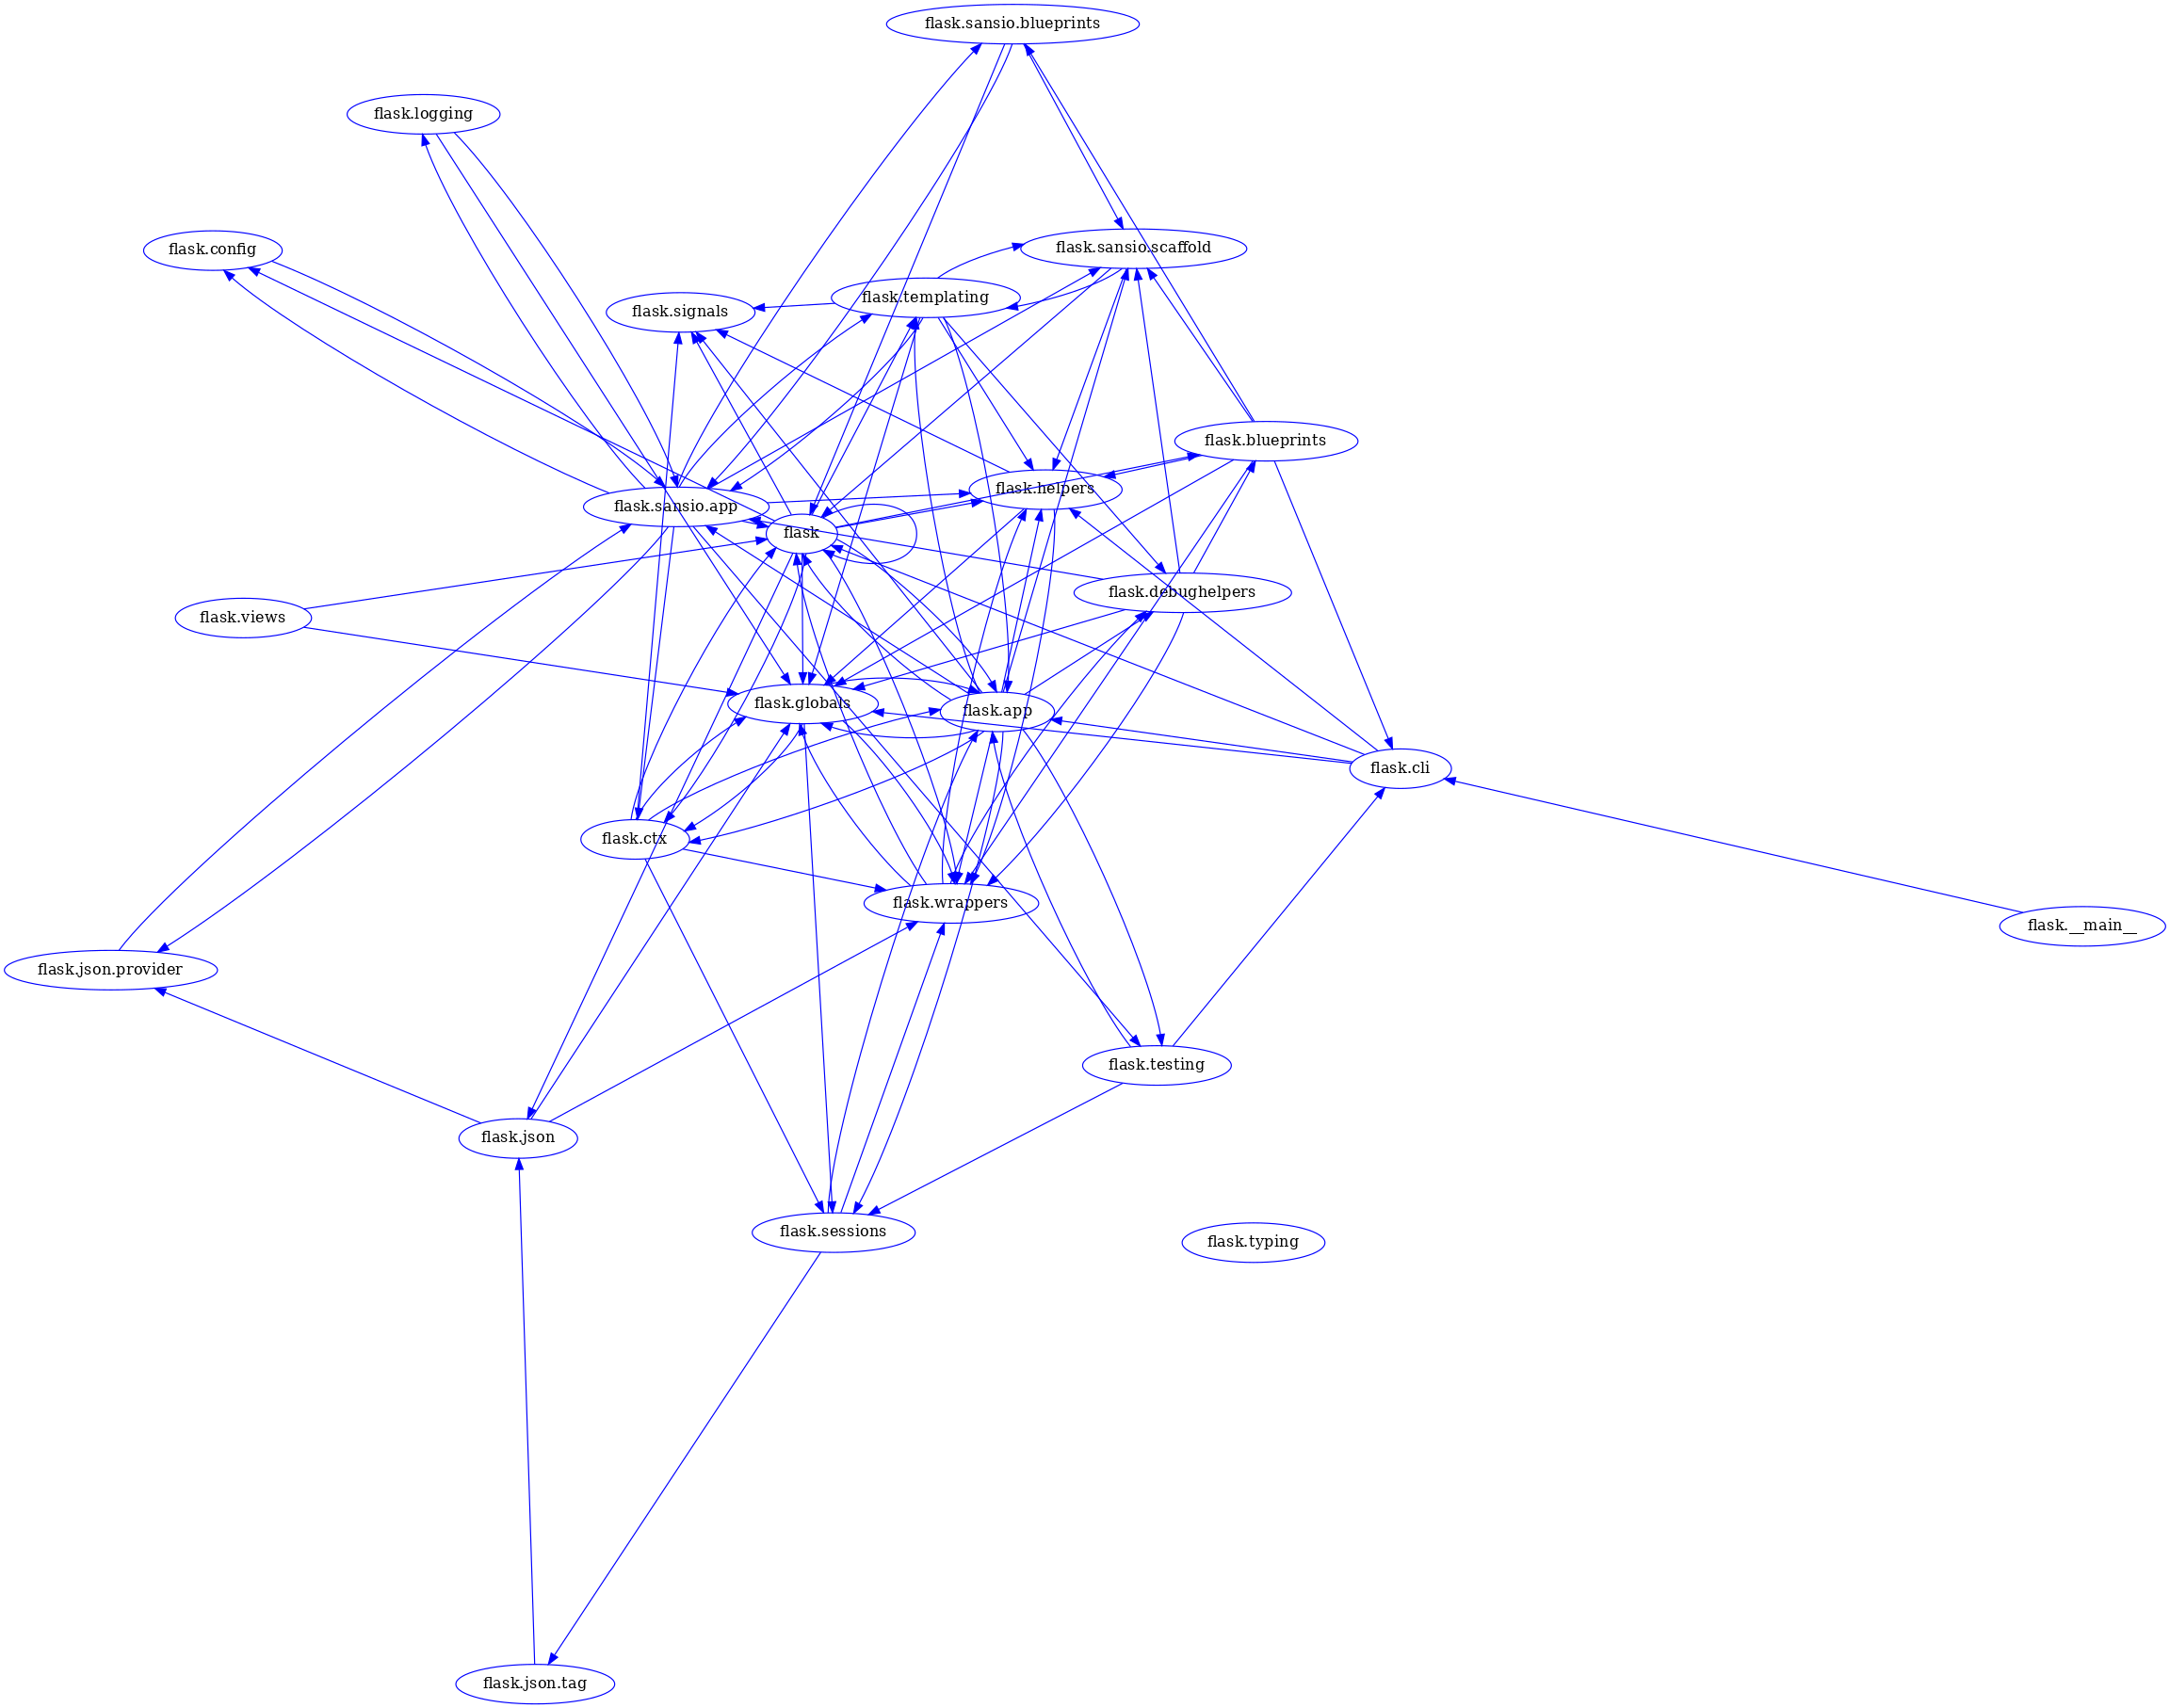 flask.sansio.blueprints
flask.logging
flask.config
flask.sansio.scaffold
flask.templating
flask.signals
flask.blueprints
flask.helpers
flask.sansio.app
flask
flask.debughelpers
flask.views
flask.globals
flask.app
flask.cli
flask.ctx
flask.wrappers
flask.__main__
flask.json.provider
flask.testing
flask.json
flask.sessions
flask.typing
flask.json.tag